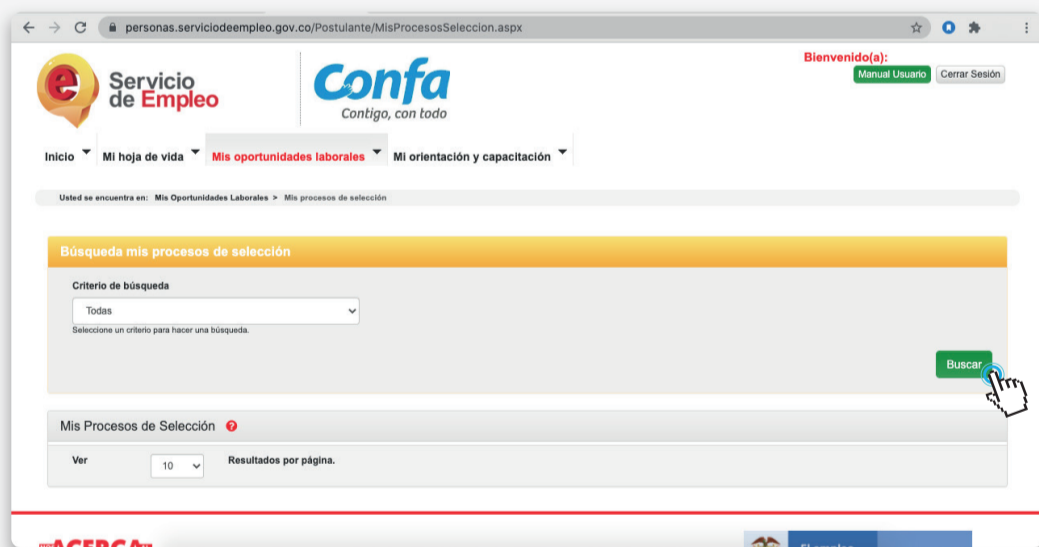 personas.serviciodeempleo.gov.co/Postulante/MisProcesosSeleccion.aspx
Bienvenido(a):
Manual Usuario Cerrar Sesión
e Servicio
de Empleo
Confa
Contigo, con todo
Inicio Mi hoja de vida Mis oportunidades laborales Mi orientación y capacitación
Usted se encuentra en: Mis Oportunidades Laborales > Mis procesos de selección
Búsqueda mis procesos de selección
Criterio de búsqueda
Todas
Seleccione un criterio para hacer una búsqueda.
Buscar
Mis Procesos de Selección ?
Ver 10 Resultados por página.